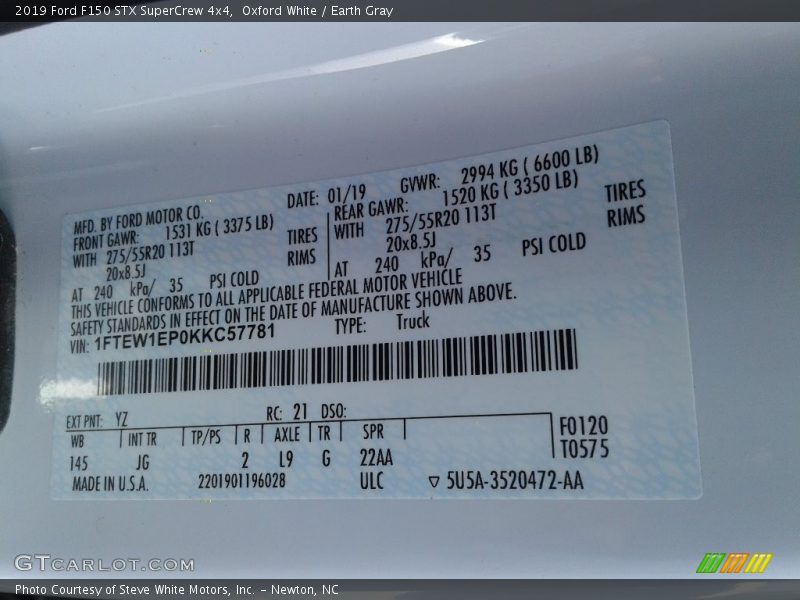 2019 Ford F150 STX SuperCrew 4x4,  Oxford White / Earth Gray
MFD. BY FORD MOTOR CO.
DATE: 01/19
GVWR: 2994 KG ( 6600 LB)
FRONT GAWR: 1531 KG ( 3375 LB)
WITH 275/55R20 113T TIRES
20x8.5J RIMS
AT 240 kPa/ 35 PSI COLD
REAR GAWR: 1520 KG ( 3350 LB)
WITH 275/55R20 113T TIRES
20x8.5J RIMS
AT 240 kPa/ 35 PSI COLD
THIS VEHICLE CONFORMS TO ALL APPLICABLE FEDERAL MOTOR VEHICLE
SAFETY STANDARDS IN EFFECT ON THE DATE OF MANUFACTURE SHOWN ABOVE.
VIN: 1FTEW1EP0KKC57781
TYPE: Truck
EXT PNT: YZ RC: 21 DSO:
WB INT TR TP/PS R AXLE TR SPR
145 JG 2 L9 G 22AA
F0120
T0575
MADE IN U.S.A. 2201901196028 ULC ▽ 5U5A-3520472-AA
GTCARLOT.COM
Photo Courtesy of Steve White Motors, Inc. – Newton, NC